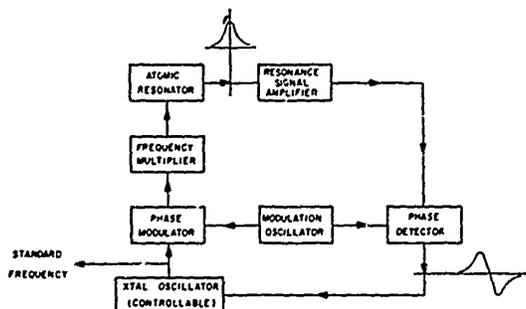 ATOMIC
RESONATOR
RESONANCE
SIGNAL
AMPLIFIER
FREQUENCY
MULTIPLIER
PHASE
MODULATOR
MODULATION
OSCILLATOR
PHASE
DETECTOR
STANDARD
FREQUENCY
XTAL OSCILLATOR
(CONTROLLABLE)